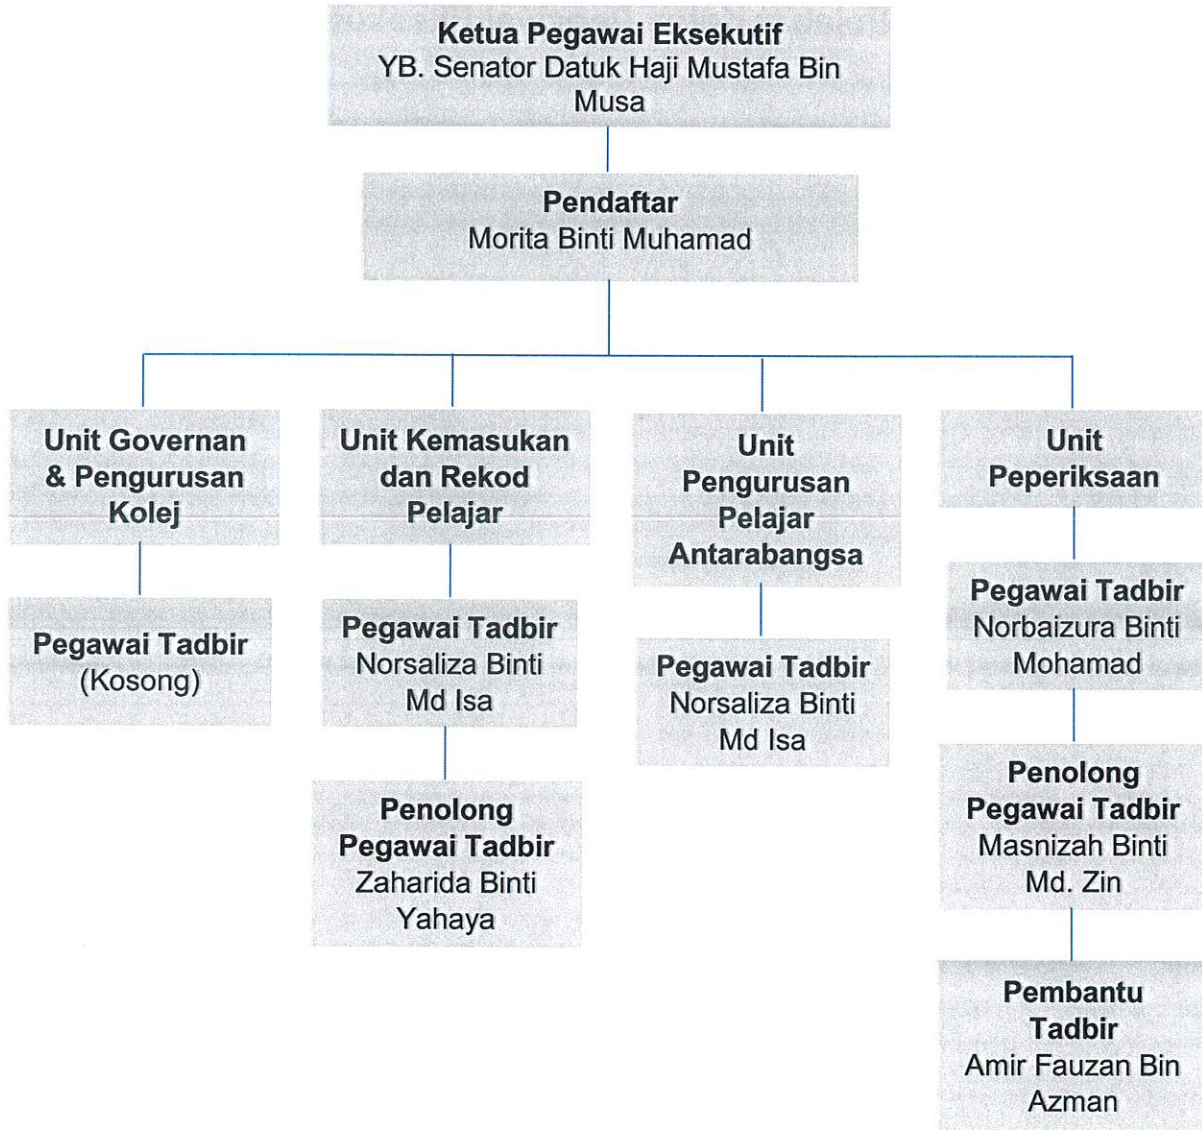 Ketua Pegawai Eksekutif
YB. Senator Datuk Haji Mustafa Bin
Musa
Pendaftar
Morita Binti Muhamad
Unit Governan
& Pengurusan
Kolej
Pegawai Tadbir
(Kosong)
Unit Kemasukan
dan Rekod
Pelajar
Pegawai Tadbir
Norsaliza Binti
Md Isa
Penolong
Pegawai Tadbir
Zaharida Binti
Yahaya
Unit
Pengurusan
Pelajar
Antarabangsa
Pegawai Tadbir
Norsaliza Binti
Md Isa
Unit
Peperiksaan
Pegawai Tadbir
Norbaizura Binti
Mohamad
Penolong
Pegawai Tadbir
Masnizah Binti
Md. Zin
Pembantu
Tadbir
Amir Fauzan Bin
Azman